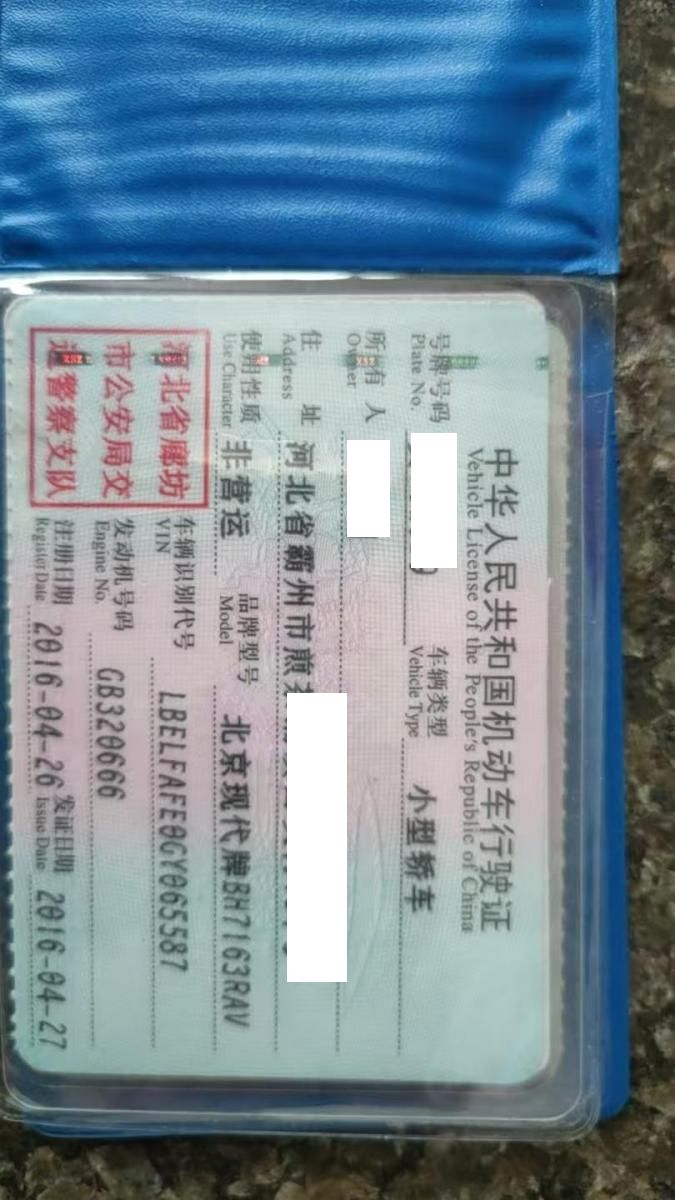 中华人民共和国机动车行驶证
Vehicle License of the People's Republic of China
号牌号码 车辆类型 小型轿车
Plate No. Vehicle Type
所有人
Owner
住址 河北省霸州市煎
Address
使用性质 非营运 品牌型号 北京现代牌BH7163RAV
Use Character Model
河北省廊坊
市公安局交
通警察支队
车辆识别代号 LBELFAFE0GY065587
VIN
发动机号码 GB320666
Engine No.
注册日期 2016-04-26 发证日期 2016-04-27
Register Date Issue Date